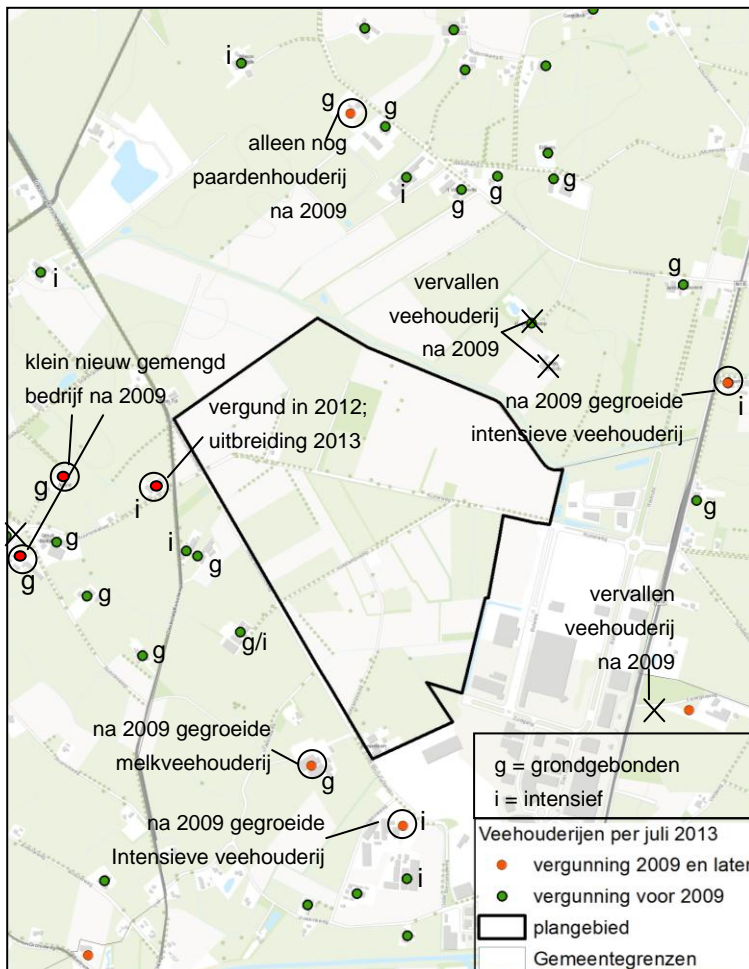 i
g
g
alleen nog
paardenhouderij
na 2009
i
g
g
g
i
g
vervallen
veehouderij
na 2009
klein nieuw gemengd
bedrijf na 2009
vergund in 2012;
uitbreiding 2013
na 2009 gegroeide
intensieve veehouderij
i
g
i
g
g
g
i
g
g
g/i
vervallen
veehouderij
na 2009
na 2009 gegroeide
melkveehouderij
g
na 2009 gegroeide
Intensieve veehouderij
i
i
g = grondgebonden
i = intensief
Veehouderijen per juli 2013
vergunning 2009 en later
vergunning voor 2009
plangebied
Gemeentegrenzen